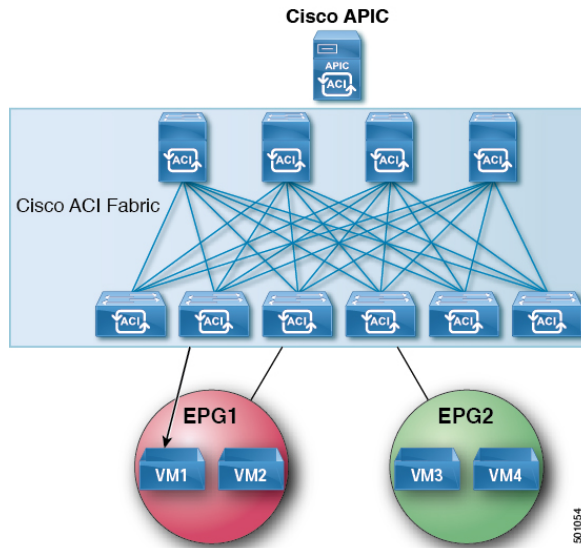 Cisco APIC
APIC
ACI
ACI ACI ACI ACI
Cisco ACI Fabric
ACI ACI ACI ACI ACI ACI
EPG1 EPG2
VM1 VM2 VM3 VM4
501054